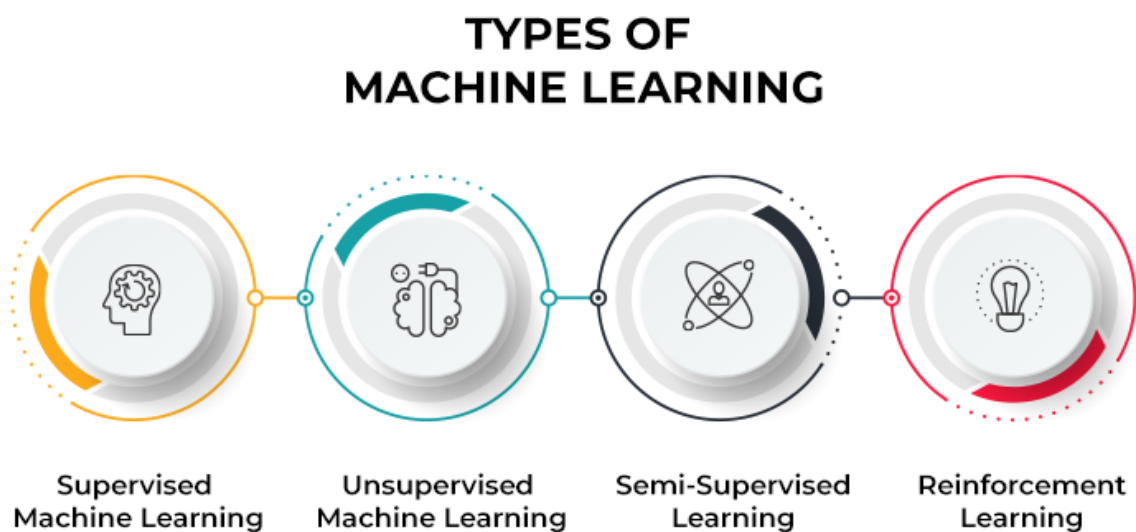 TYPES OF
MACHINE LEARNING
Supervised
Machine Learning
Unsupervised
Machine Learning
Semi-Supervised
Learning
Reinforcement
Learning